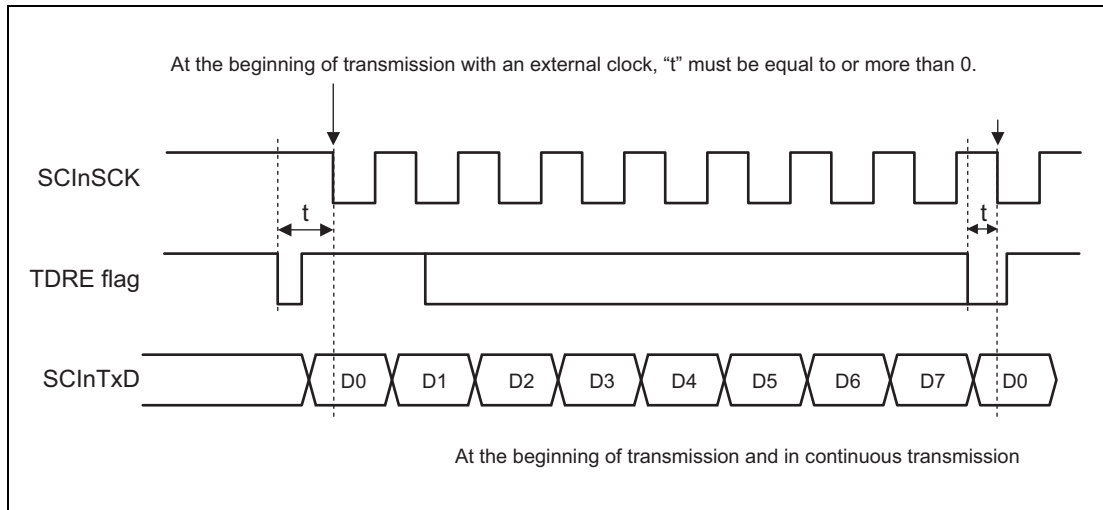 At the beginning of transmission with an external clock, “t” must be equal to or more than 0.
SCInSCK
t
t
TDRE flag
SCInTxD
D0 D1 D2 D3 D4 D5 D6 D7 D0
At the beginning of transmission and in continuous transmission